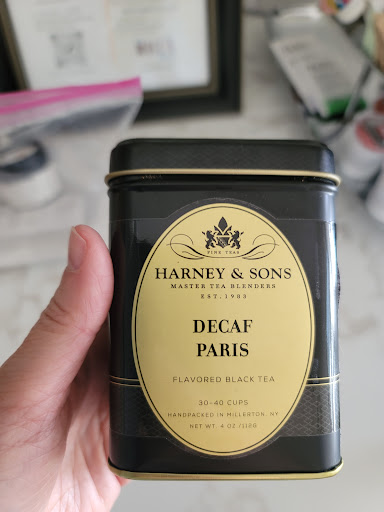 FINE TEAS
HARNEY & SONS
MASTER TEA BLENDERS
EST. 1983
DECAF
PARIS
FLAVORED BLACK TEA
30-40 CUPS
HANDPACKED IN MILLERTON, NY
NET WT. 4 OZ /113G